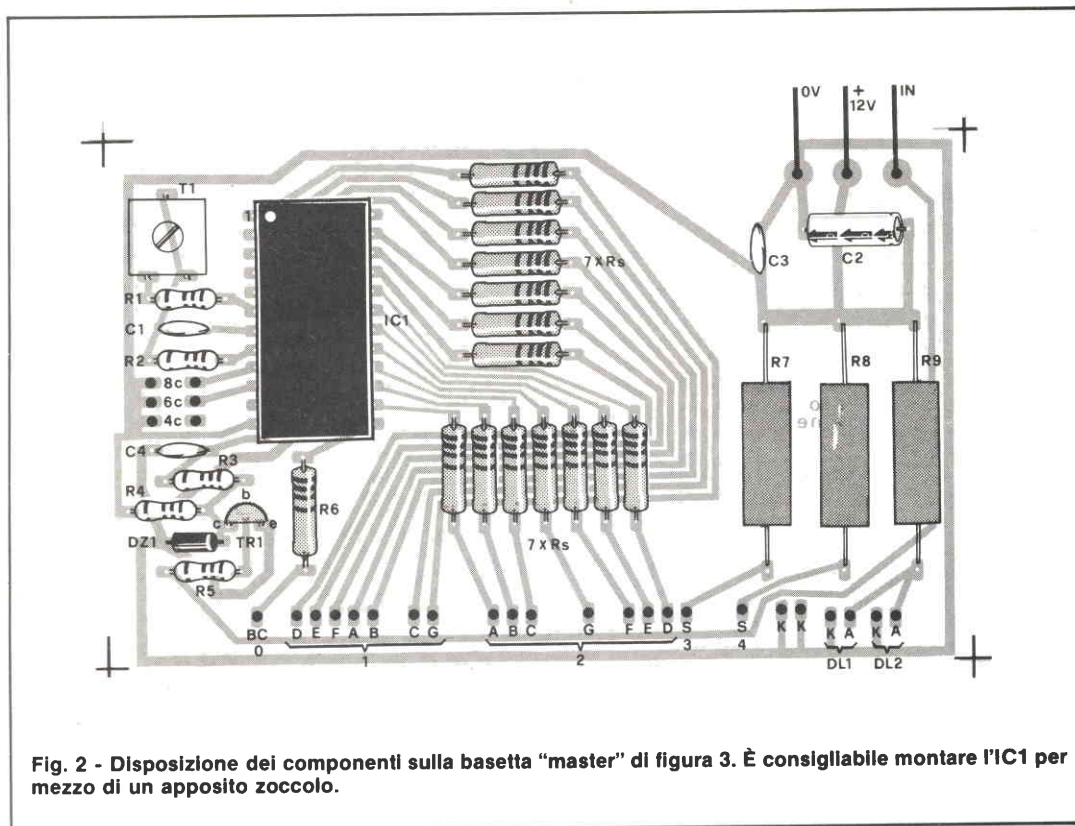 0V + 12V IN
T1
1
C3 C2
R1
7 X Rs
C1 IC1
R2
R7 R8 R9
8c
6c
4c
C4
R3
R4
b
R6
c e
DZ1 TR1
7 X Rs
R5
BC D E F A B C G A B C G F E D S S K K K A K A
0 1 2 3 4 DL1 DL2
Fig. 2 - Disposizione dei componenti sulla basetta “master” di figura 3. È consigliabile montare l'IC1 per
mezzo di un apposito zoccolo.